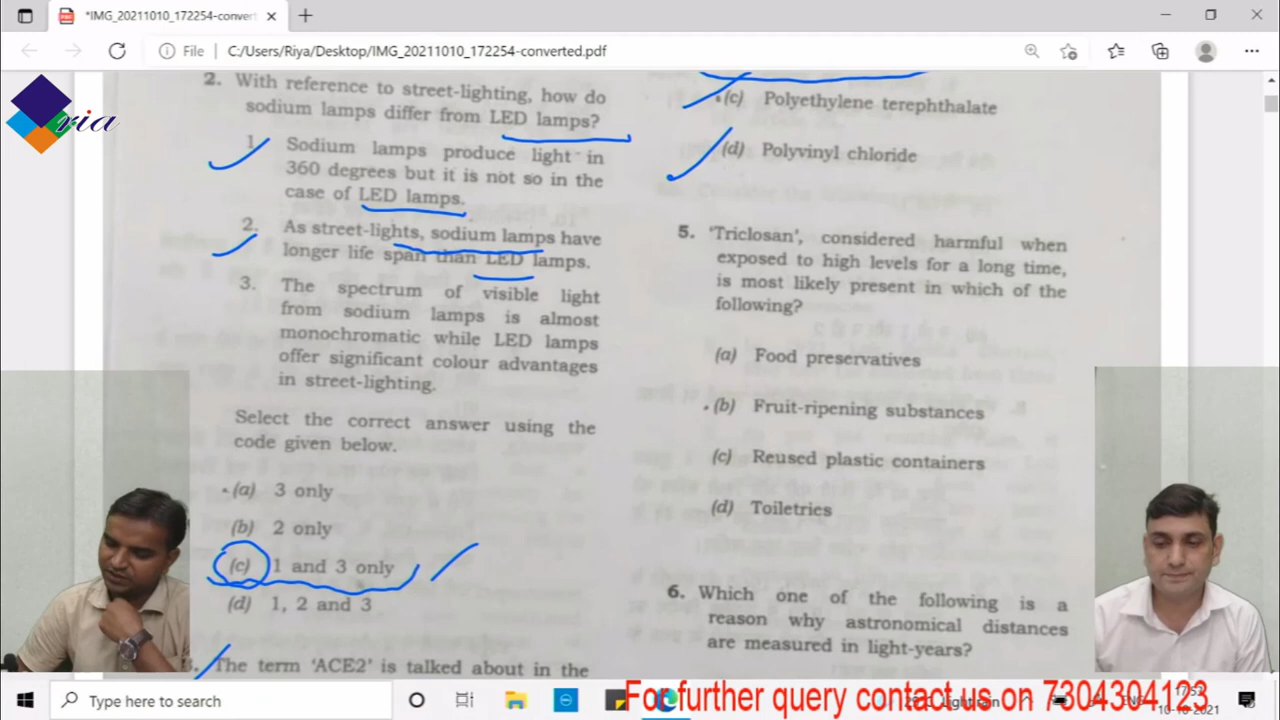 *IMG_20211010_172254-convert
File
C:/Users/Riya/Desktop/IMG_20211010_172254-converted.pdf
ria
2. With reference to street-lighting, how do
sodium lamps differ from LED lamps?
1. Sodium lamps produce light in
360 degrees but it is not so in the
case of LED lamps.
2. As street-lights, sodium lamps have
longer life span than LED lamps.
3. The spectrum of visible light
from sodium lamps is almost
monochromatic while LED lamps
offer significant colour advantages
in street-lighting.
Select the correct answer using the
code given below.
(a) 3 only
(b) 2 only
(c) 1 and 3 only
(d) 1, 2 and 3
The term 'ACE2' is talked about in the
(c) Polyethylene terephthalate
(d) Polyvinyl chloride
5. 'Triclosan', considered harmful when
exposed to high levels for a long time,
is most likely present in which of the
following?
(a) Food preservatives
(b) Fruit-ripening substances
(c) Reused plastic containers
(d) Toiletries
6. Which one of the following is a
reason why astronomical distances
are measured in light-years?
Type here to search
For further query contact us on 7304304123
10-10-2021